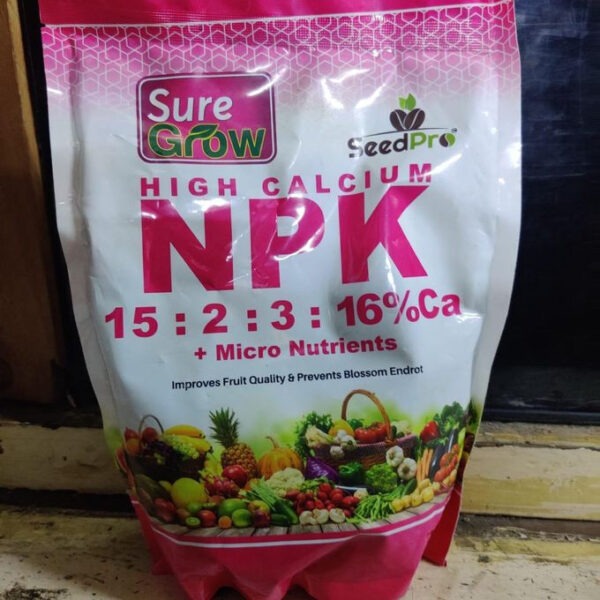 Sure
Grow
SeedPro
HIGH CALCIUM
NPK
15 : 2 : 3 : 16%Ca
+ Micro Nutrients
Improves Fruit Quality & Prevents Blossom Endrot